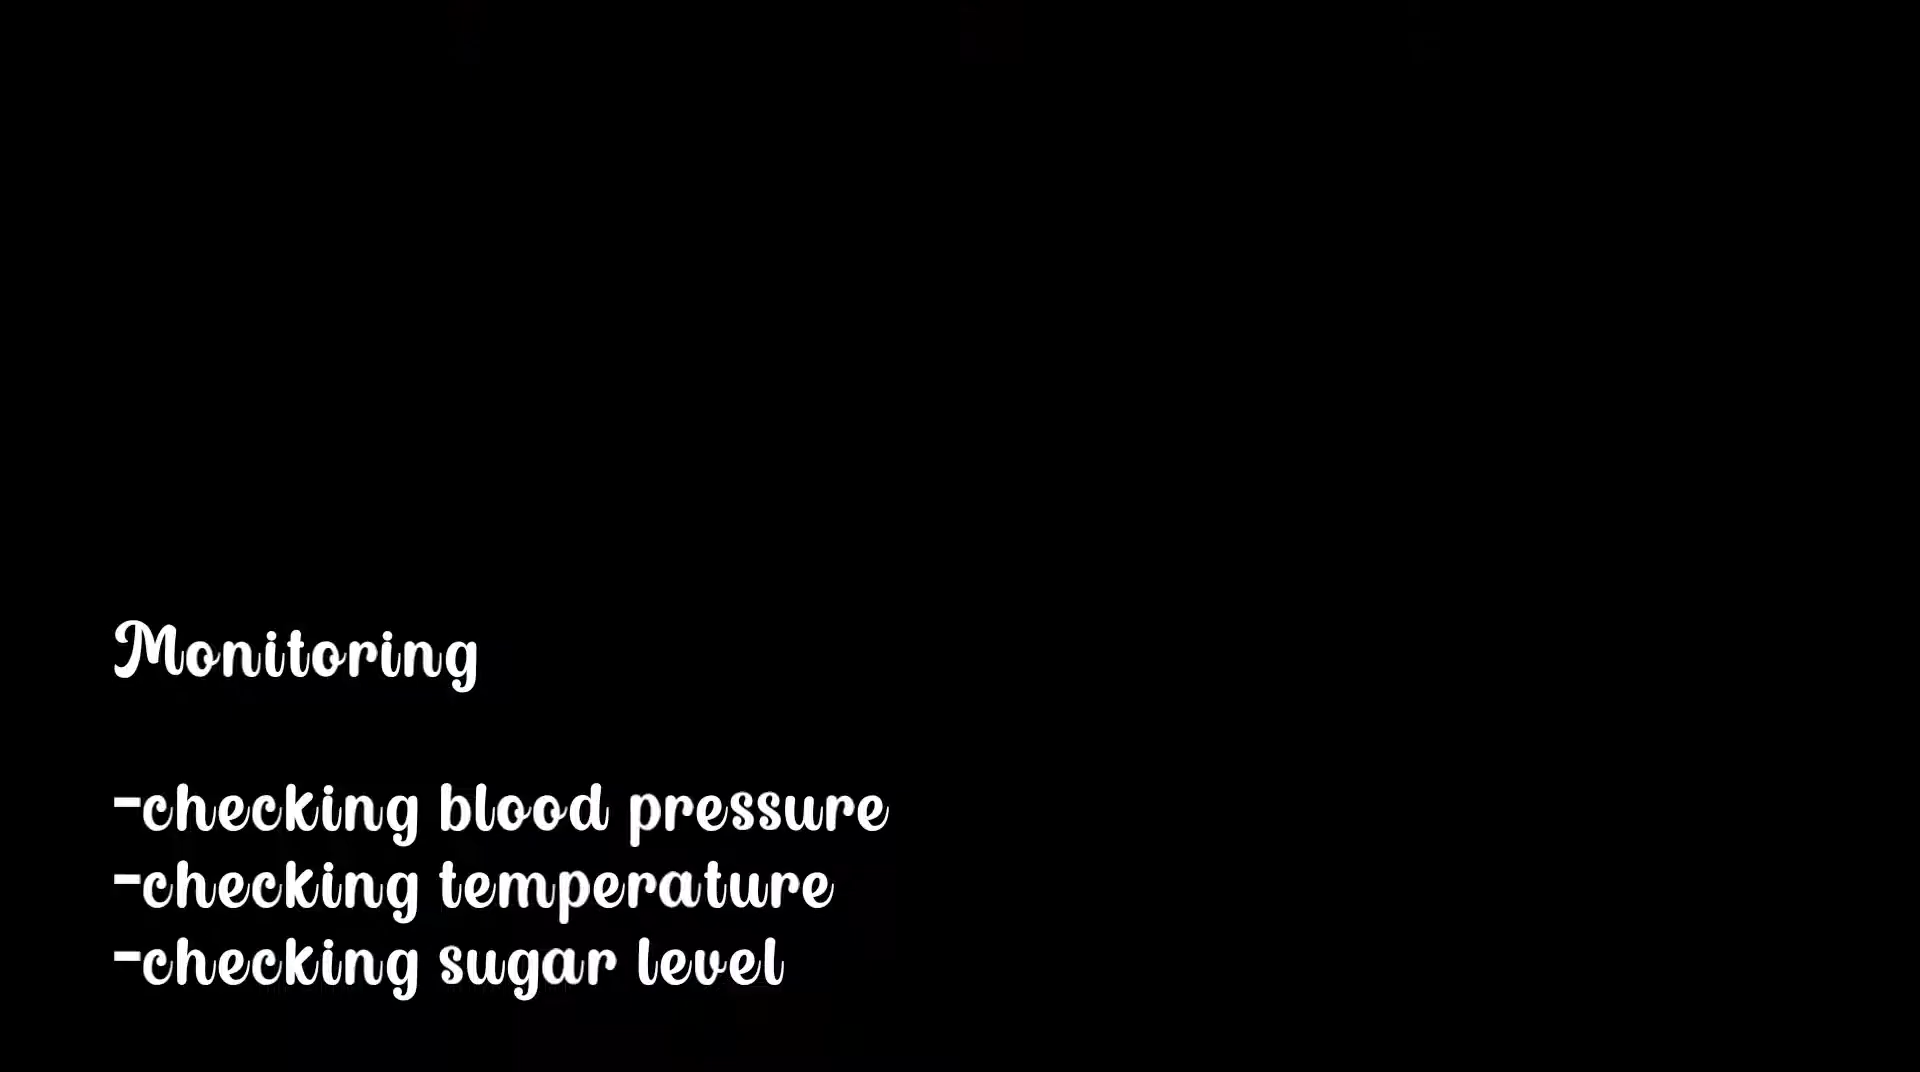 Monitoring
-checking blood pressure
-checking temperature
-checking sugar level